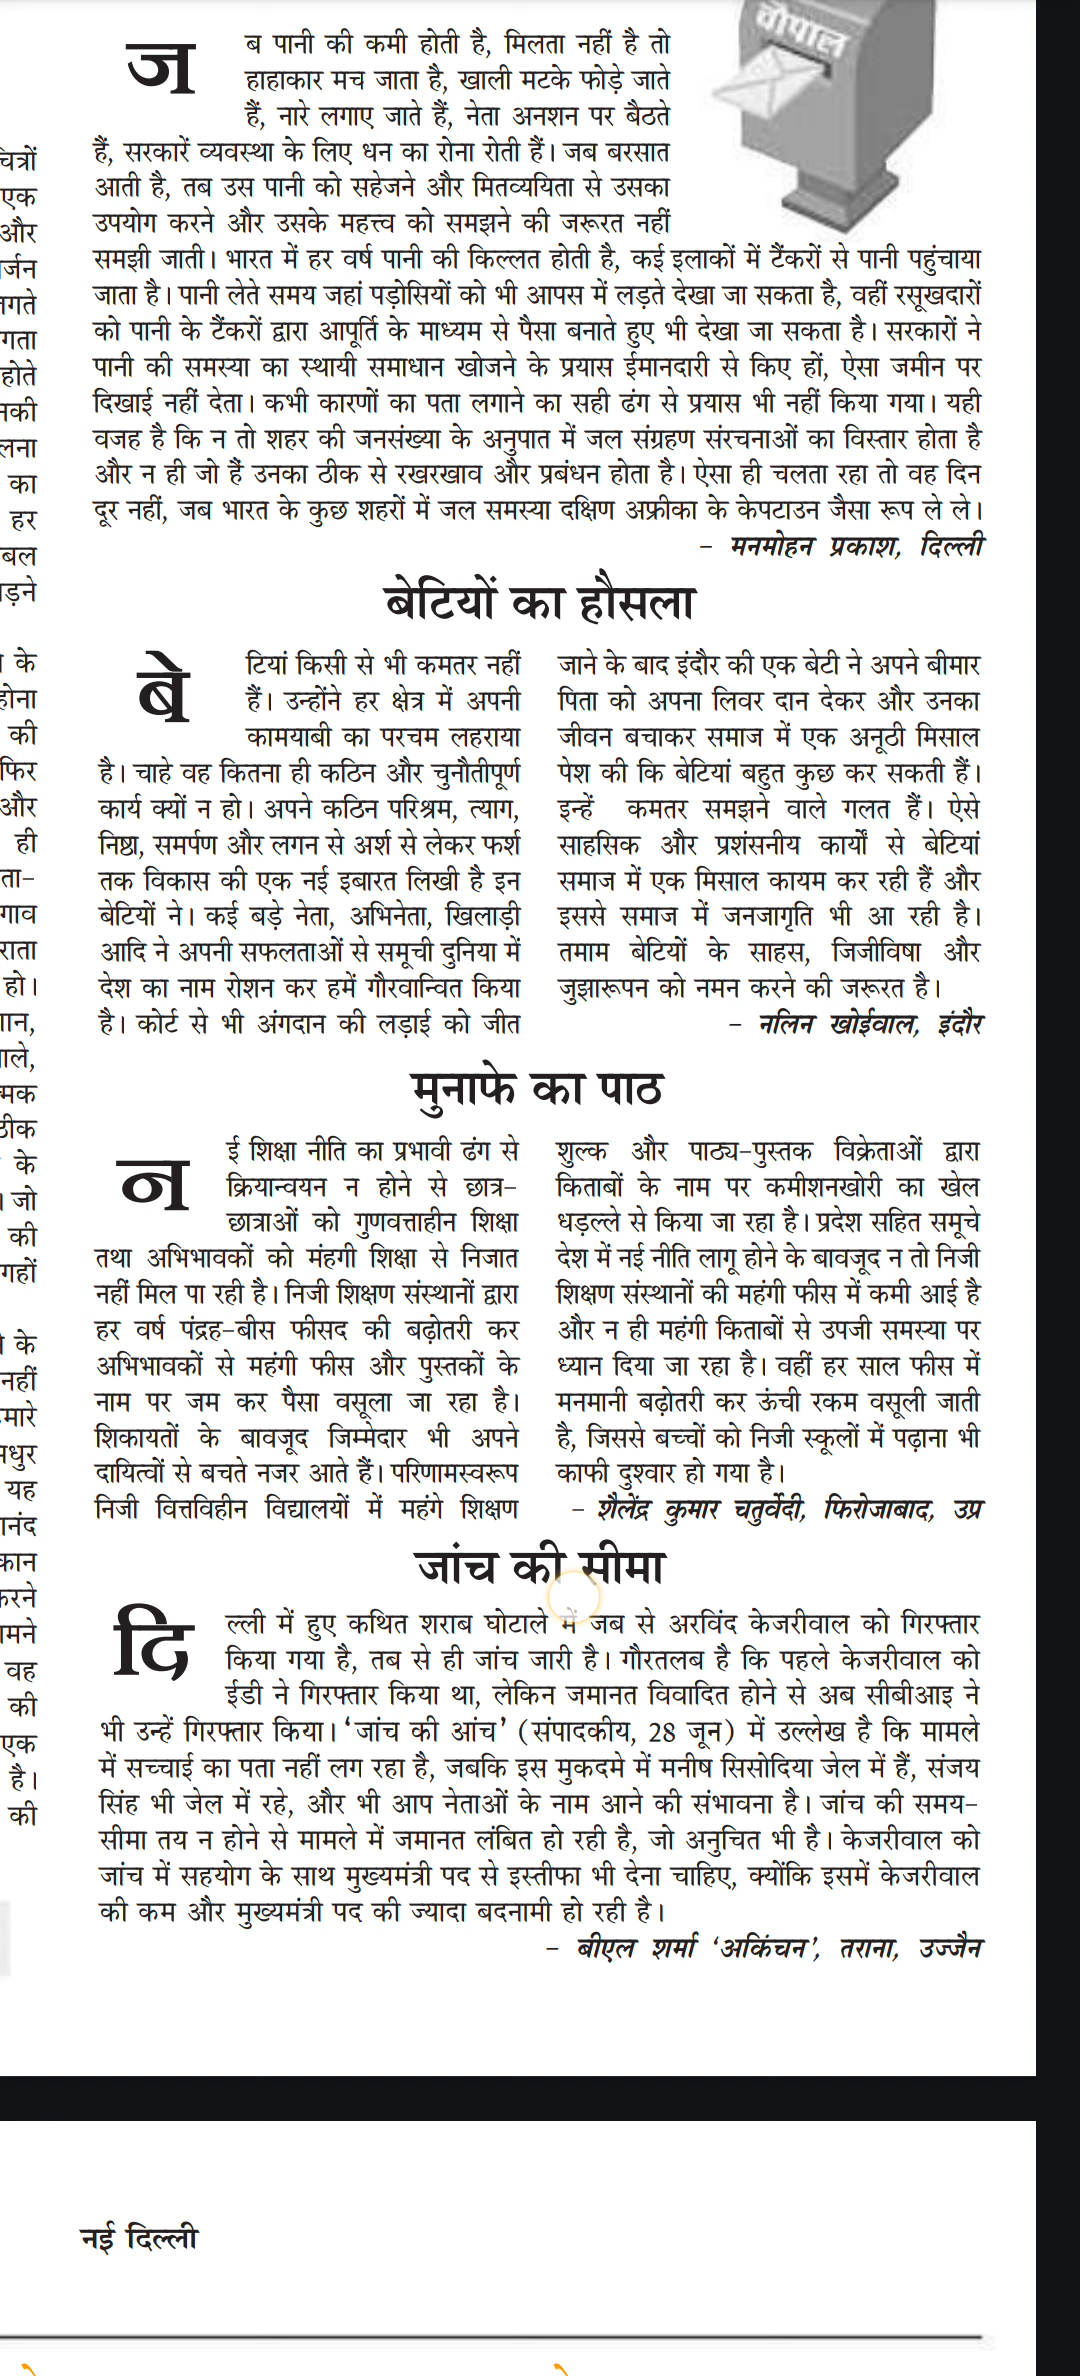 चौपाल
जब पानी की कमी होती है, मिलता नहीं है तो
हाहाकार मच जाता है, खाली मटके फोड़े जाते
हैं, नारे लगाए जाते हैं, नेता अनशन पर बैठते
हैं, सरकारें व्यवस्था के लिए धन का रोना रोती हैं। जब बरसात
आती है, तब उस पानी को सहेजने और मितव्ययिता से उसका
उपयोग करने और उसके महत्त्व को समझने की जरूरत नहीं
समझी जाती। भारत में हर वर्ष पानी की किल्लत होती है, कई इलाकों में टैंकरों से पानी पहुंचाया
जाता है। पानी लेते समय जहां पड़ोसियों को भी आपस में लड़ते देखा जा सकता है, वहीं रसूखदारों
को पानी के टैंकरों द्वारा आपूर्ति के माध्यम से पैसा बनाते हुए भी देखा जा सकता है। सरकारों ने
पानी की समस्या का स्थायी समाधान खोजने के प्रयास ईमानदारी से किए हों, ऐसा जमीन पर
दिखाई नहीं देता। कभी कारणों का पता लगाने का सही ढंग से प्रयास भी नहीं किया गया। यही
वजह है कि न तो शहर की जनसंख्या के अनुपात में जल संग्रहण संरचनाओं का विस्तार होता है
और न ही जो हैं उनका ठीक से रखरखाव और प्रबंधन होता है। ऐसा ही चलता रहा तो वह दिन
दूर नहीं, जब भारत के कुछ शहरों में जल समस्या दक्षिण अफ्रीका के केपटाउन जैसा रूप ले ले।
– मनमोहन प्रकाश, दिल्ली
बेटियों का हौसला
बेटियां किसी से भी कमतर नहीं
हैं। उन्होंने हर क्षेत्र में अपनी
कामयाबी का परचम लहराया
है। चाहे वह कितना ही कठिन और चुनौतीपूर्ण
कार्य क्यों न हो। अपने कठिन परिश्रम, त्याग,
निष्ठा, समर्पण और लगन से अर्श से लेकर फर्श
तक विकास की एक नई इबारत लिखी है इन
बेटियों ने। कई बड़े नेता, अभिनेता, खिलाड़ी
आदि ने अपनी सफलताओं से समूची दुनिया में
देश का नाम रोशन कर हमें गौरवान्वित किया
है। कोर्ट से भी अंगदान की लड़ाई को जीत
जाने के बाद इंदौर की एक बेटी ने अपने बीमार
पिता को अपना लिवर दान देकर और उनका
जीवन बचाकर समाज में एक अनूठी मिसाल
पेश की कि बेटियां बहुत कुछ कर सकती हैं।
इन्हें कमतर समझने वाले गलत हैं। ऐसे
साहसिक और प्रशंसनीय कार्यों से बेटियां
समाज में एक मिसाल कायम कर रही हैं और
इससे समाज में जनजागृति भी आ रही है।
तमाम बेटियों के साहस, जिजीविषा और
जुझारूपन को नमन करने की जरूरत है।
– नलिन खोईवाल, इंदौर
मुनाफे का पाठ
नई शिक्षा नीति का प्रभावी ढंग से
क्रियान्वयन न होने से छात्र-
छात्राओं को गुणवत्ताहीन शिक्षा
तथा अभिभावकों को मंहगी शिक्षा से निजात
नहीं मिल पा रही है। निजी शिक्षण संस्थानों द्वारा
हर वर्ष पंद्रह-बीस फीसद की बढ़ोतरी कर
अभिभावकों से महंगी फीस और पुस्तकों के
नाम पर जम कर पैसा वसूला जा रहा है।
शिकायतों के बावजूद जिम्मेदार भी अपने
दायित्वों से बचते नजर आते हैं। परिणामस्वरूप
निजी वित्तविहीन विद्यालयों में महंगे शिक्षण
शुल्क और पाठ्य-पुस्तक विक्रेताओं द्वारा
किताबों के नाम पर कमीशनखोरी का खेल
धड़ल्ले से किया जा रहा है। प्रदेश सहित समूचे
देश में नई नीति लागू होने के बावजूद न तो निजी
शिक्षण संस्थानों की महंगी फीस में कमी आई है
और न ही महंगी किताबों से उपजी समस्या पर
ध्यान दिया जा रहा है। वहीं हर साल फीस में
मनमानी बढ़ोतरी कर ऊंची रकम वसूली जाती
है, जिससे बच्चों को निजी स्कूलों में पढ़ाना भी
काफी दुश्वार हो गया है।
– शैलेंद्र कुमार चतुर्वेदी, फिरोजाबाद, उप्र
जांच की सीमा
दिल्ली में हुए कथित शराब घोटाले में जब से अरविंद केजरीवाल को गिरफ्तार
किया गया है, तब से ही जांच जारी है। गौरतलब है कि पहले केजरीवाल को
ईडी ने गिरफ्तार किया था, लेकिन जमानत विवादित होने से अब सीबीआइ ने
भी उन्हें गिरफ्तार किया। ‘जांच की आंच’ (संपादकीय, 28 जून) में उल्लेख है कि मामले
में सच्चाई का पता नहीं लग रहा है, जबकि इस मुकदमे में मनीष सिसोदिया जेल में हैं, संजय
सिंह भी जेल में रहे, और भी आप नेताओं के नाम आने की संभावना है। जांच की समय-
सीमा तय न होने से मामले में जमानत लंबित हो रही है, जो अनुचित भी है। केजरीवाल को
जांच में सहयोग के साथ मुख्यमंत्री पद से इस्तीफा भी देना चाहिए, क्योंकि इसमें केजरीवाल
की कम और मुख्यमंत्री पद की ज्यादा बदनामी हो रही है।
– बीएल शर्मा ‘अकिंचन’, तराना, उज्जैन
नई दिल्ली